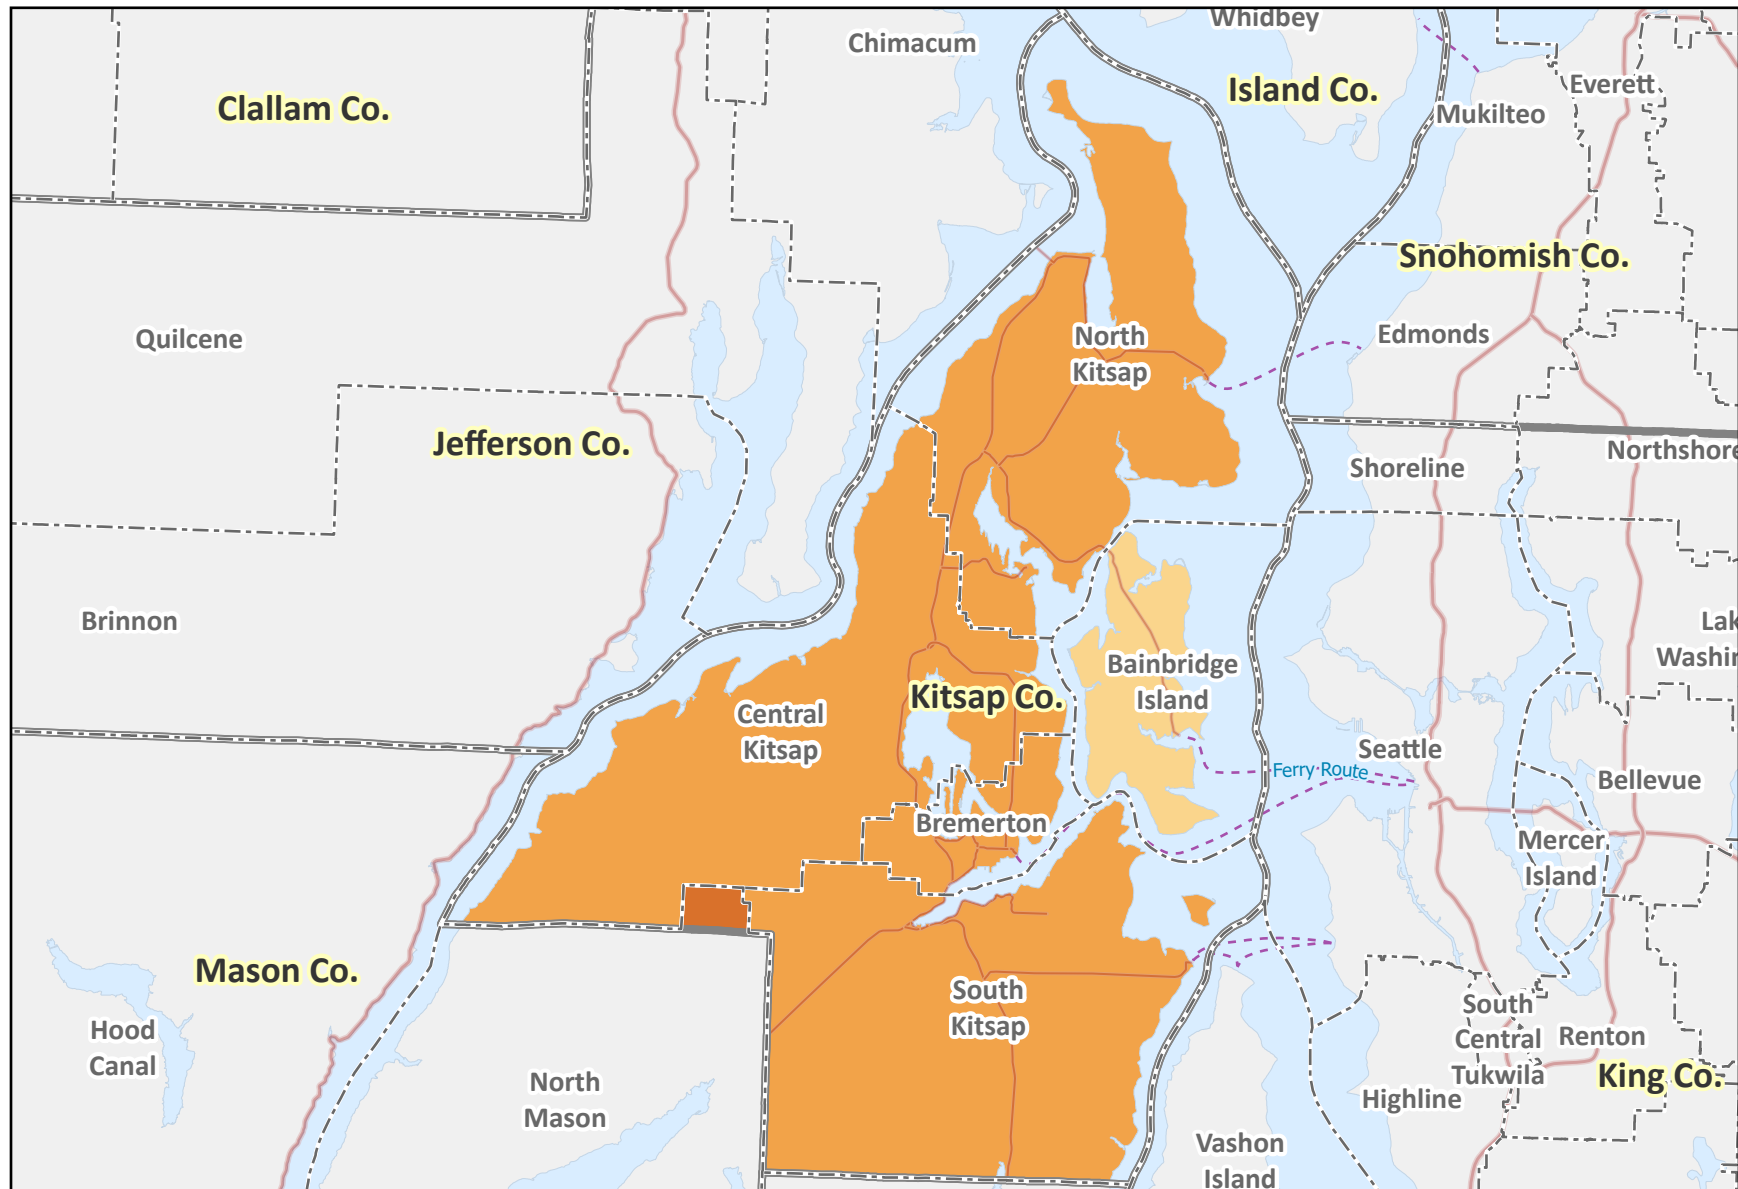 Whidbey
Chimacum
Clallam Co.
Island Co.
Everett
Mukilteo
Snohomish Co.
Quilcene
North
Kitsap
Edmonds
Jefferson Co.
Shoreline
Northshore
Brinnon
Lak
Washin
Bainbridge
Island
Kitsap Co.
Central
Kitsap
Seattle
Ferry Route
Bellevue
Bremerton
Mercer
Island
Mason Co.
South
Kitsap
Hood
Canal
South
Central
Tukwila
Renton
King Co.
North
Mason
Highline
Vashon
Island